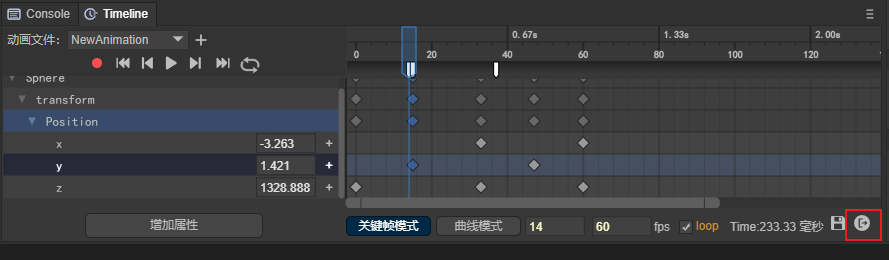 Console Timeline
动画文件： NewAnimation +
0.67s 1.33s 2.00s
0 20 40 60 80 100 120
Sphere
transform
Position
x -3.263 +
y 1.421 +
z 1328.888 +
增加属性 关键帧模式 曲线模式 14 60 fps loop Time:233.33 毫秒